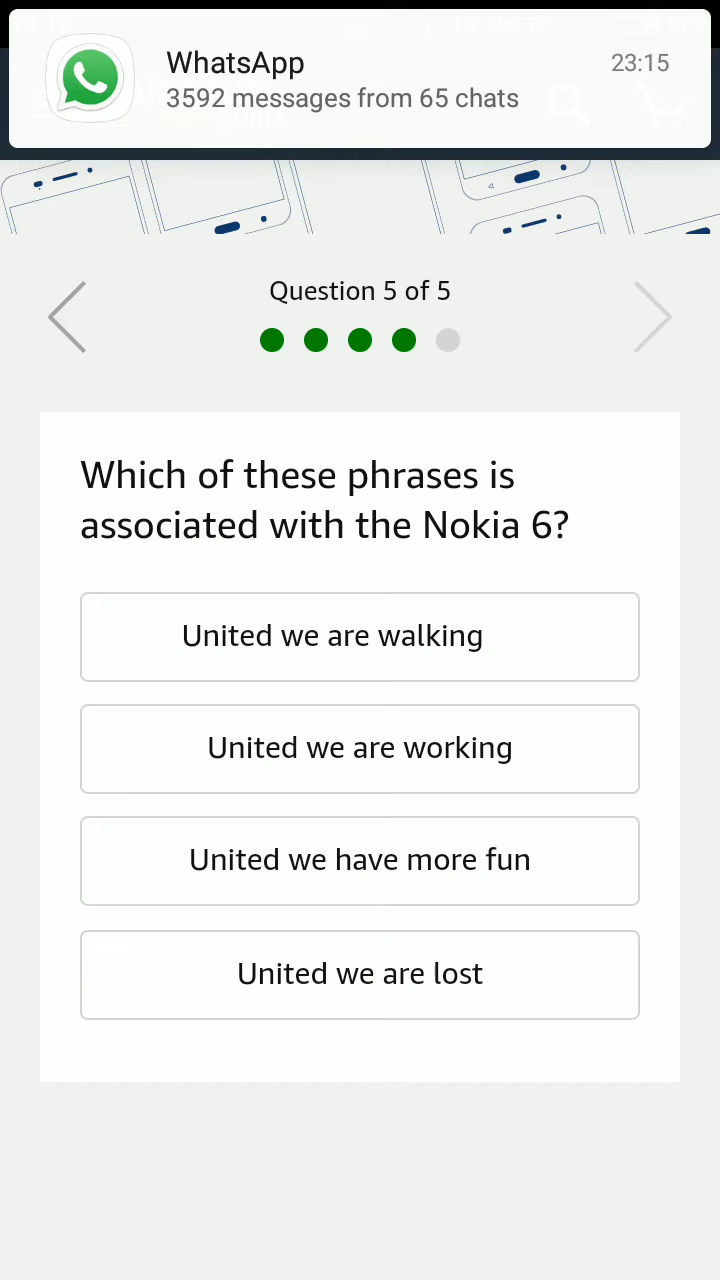 WhatsApp
23:15
3592 messages from 65 chats
Question 5 of 5
Which of these phrases is
associated with the Nokia 6?
United we are walking
United we are working
United we have more fun
United we are lost